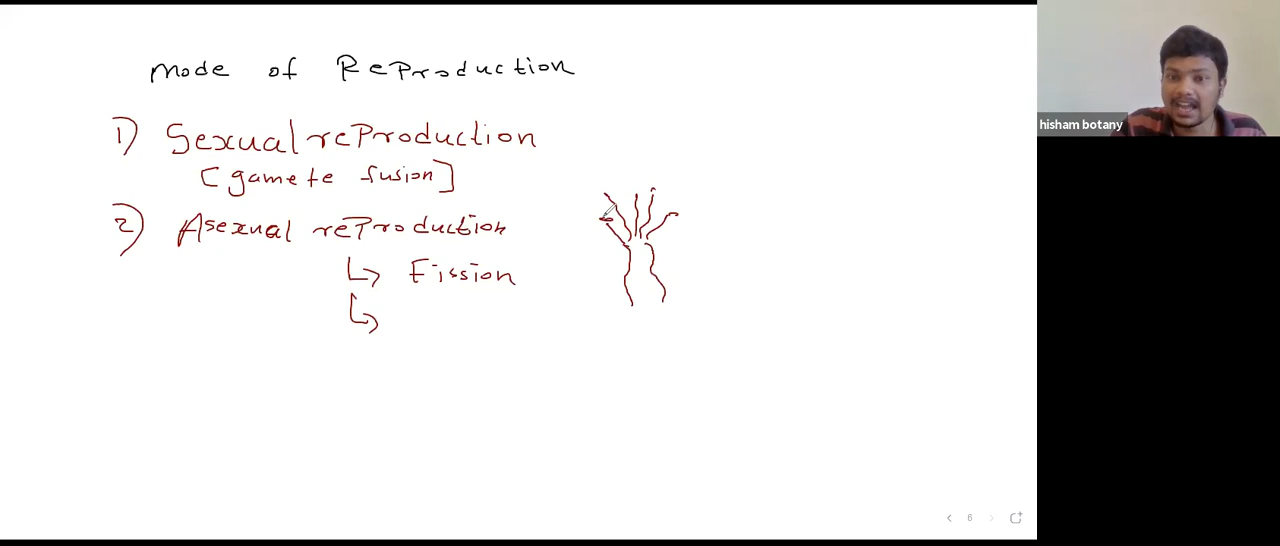 Mode of Reproduction
1) Sexual reproduction
[gamete fusion]
2) Asexual reproduction
↳ Fission
↳
hisham botany
6